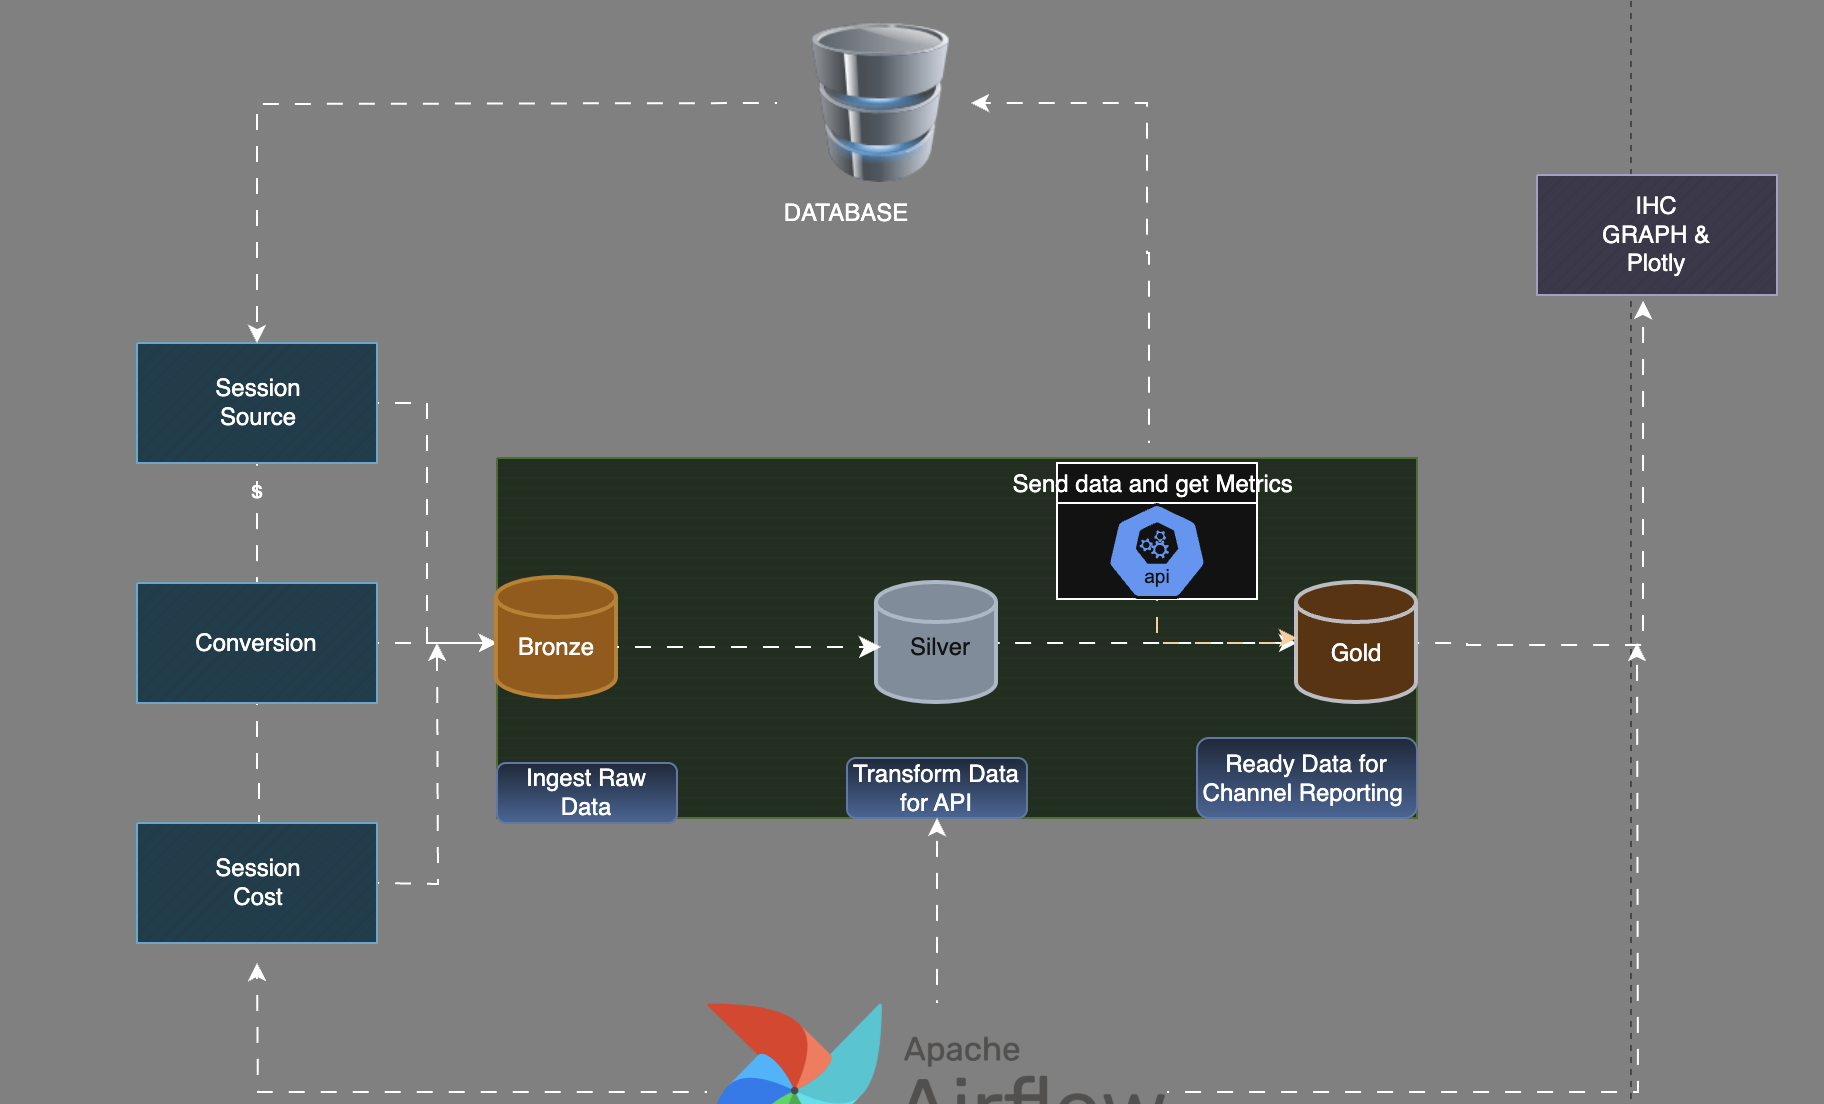 DATABASE
IHC
GRAPH &
Plotly
Session
Source
$
Send data and get Metrics
api
Conversion
Bronze
Silver
Gold
Ingest Raw
Data
Transform Data
for API
Ready Data for
Channel Reporting
Session
Cost
Apache
Airflow